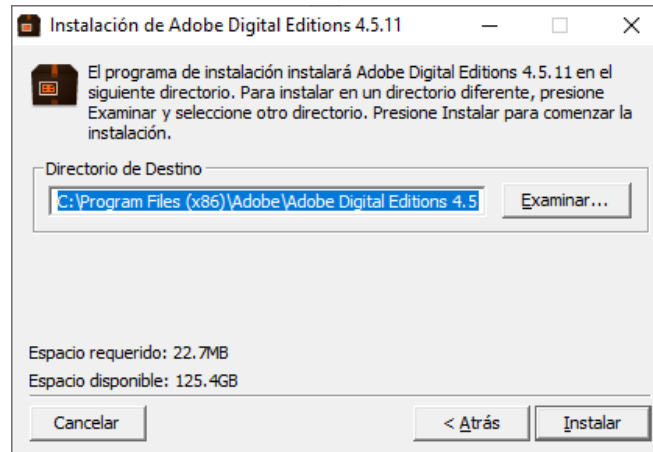 Instalación de Adobe Digital Editions 4.5.11
El programa de instalación instalará Adobe Digital Editions 4.5.11 en el
siguiente directorio. Para instalar en un directorio diferente, presione
Examinar y seleccione otro directorio. Presione Instalar para comenzar la
instalación.
Directorio de Destino
C:\Program Files (x86)\Adobe\Adobe Digital Editions 4.5
Examinar...
Espacio requerido: 22.7MB
Espacio disponible: 125.4GB
Cancelar
< Atrás
Instalar